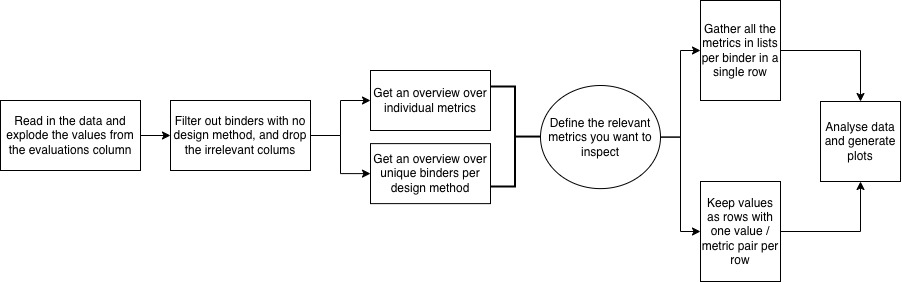 Read in the data and
explode the values from
the evaluations column
Filter out binders with no
design method, and drop
the irrelevant colums
Get an overview over
individual metrics
Get an overview over
unique binders per
design method
Define the relevant
metrics you want to
inspect
Gather all the
metrics in lists
per binder in a
single row
Keep values
as rows with
one value /
metric pair per
row
Analyse data
and generate
plots